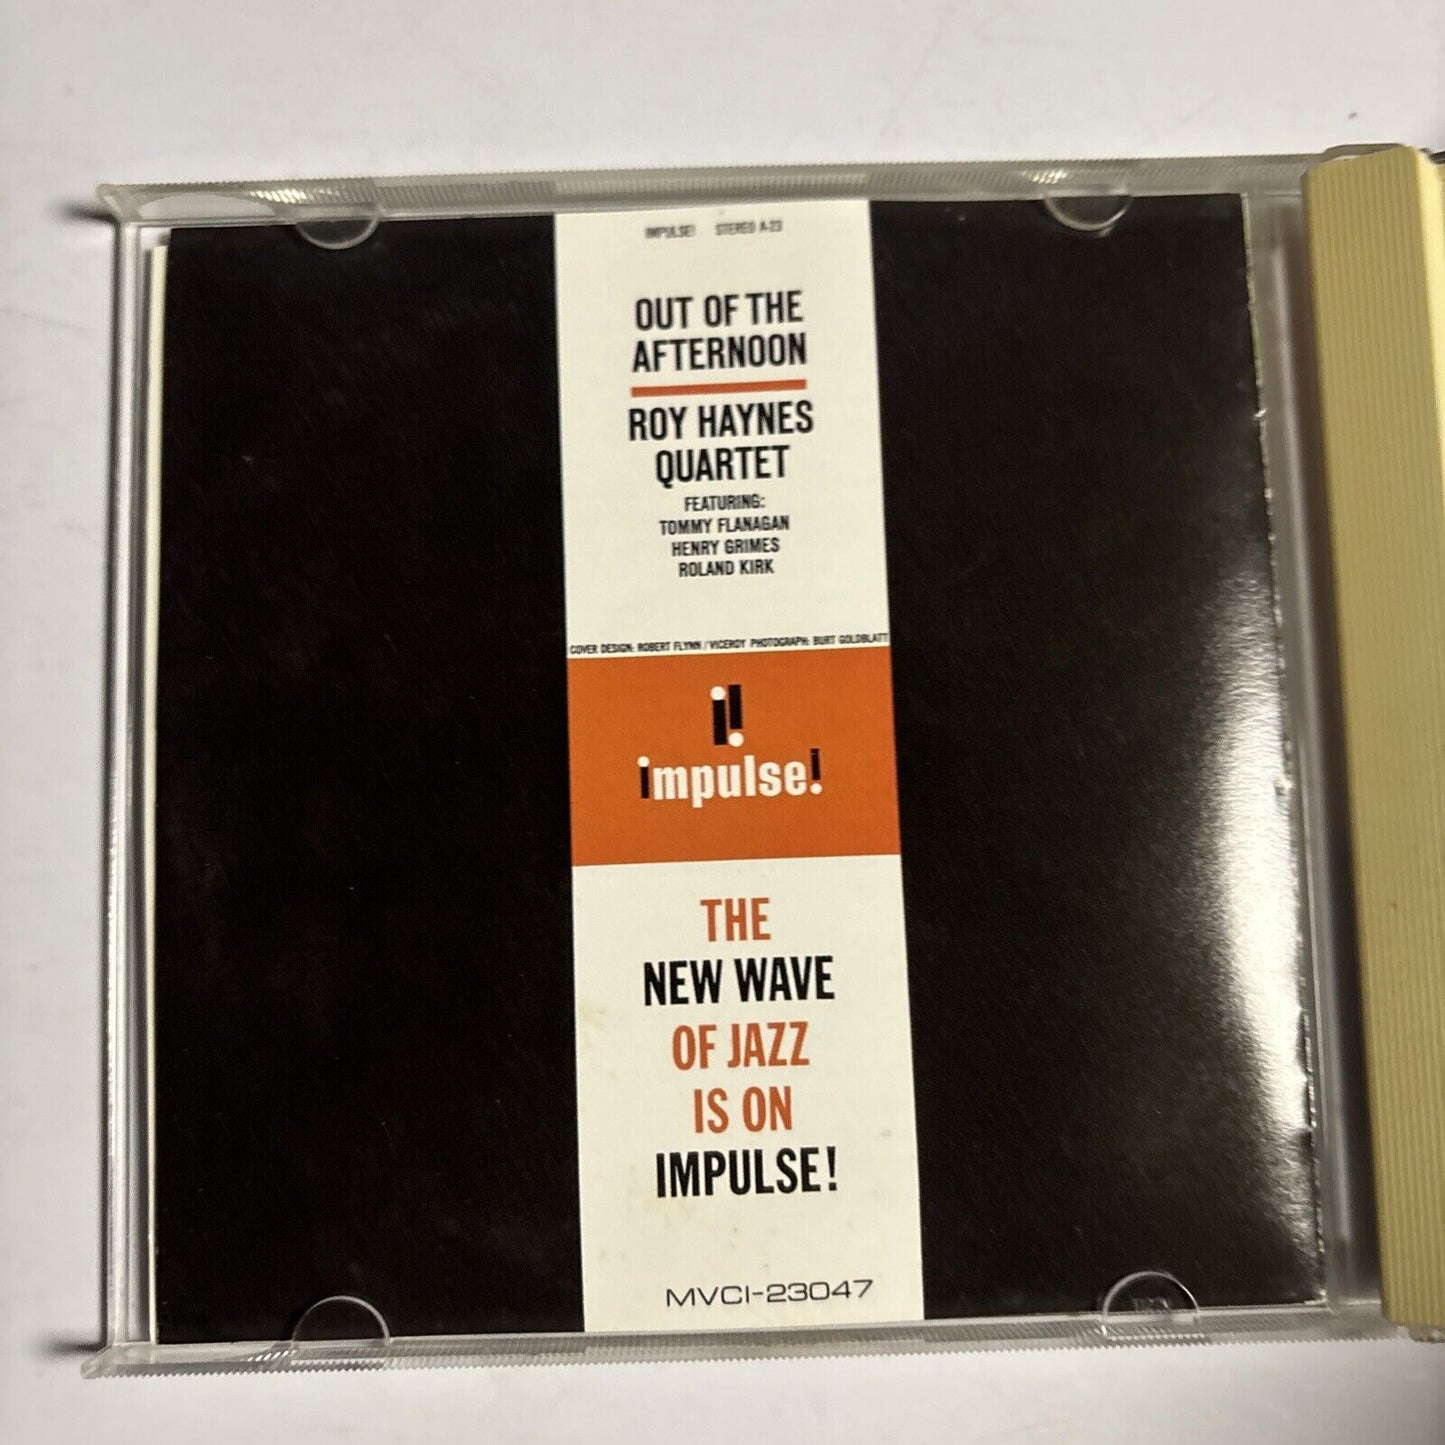 IMPULSE! STEREO A-23
OUT OF THE
AFTERNOON
ROY HAYNES
QUARTET
FEATURING:
TOMMY FLANAGAN
HENRY GRIMES
ROLAND KIRK
COVER DESIGN: ROBERT FLYNN / VICEROY PHOTOGRAPH: BURT GOLDBLATT
i!
impulse!
THE
NEW WAVE
OF JAZZ
IS ON
IMPULSE!
MVCI-23047